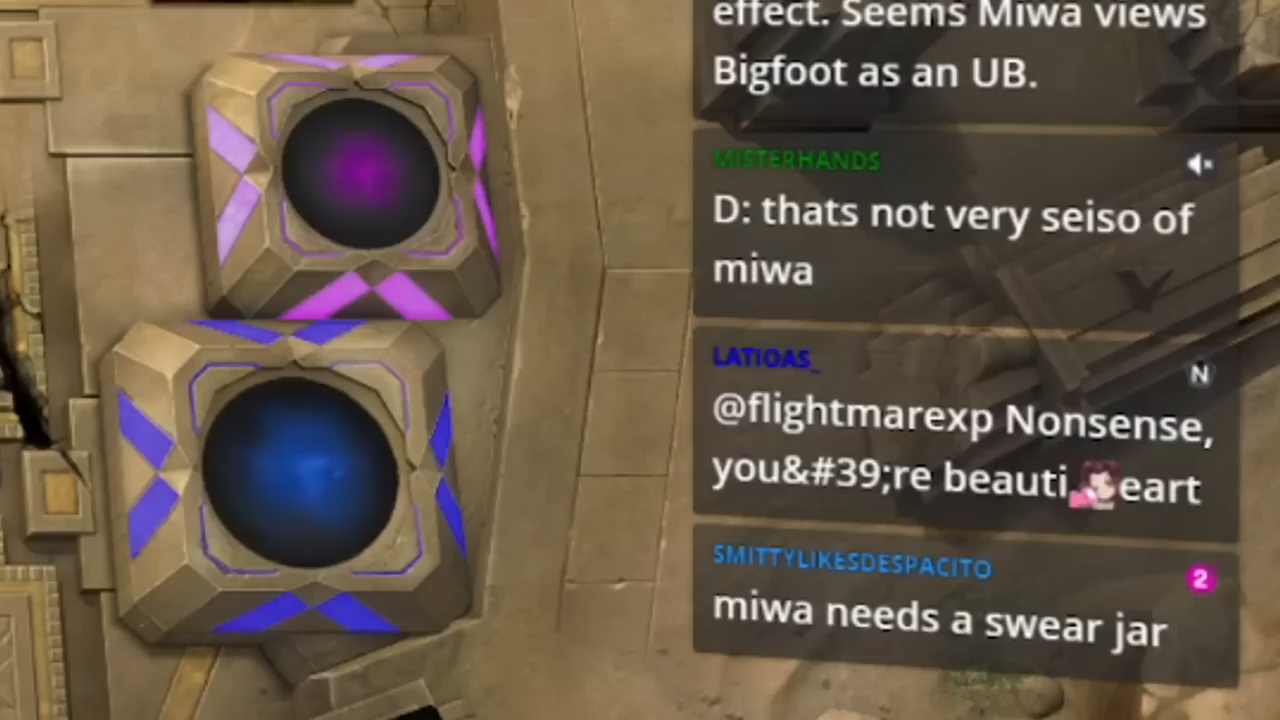 effect. Seems Miwa views
Bigfoot as an UB.
MISTERHANDS
D: thats not very seiso of
miwa
LATIOAS_
N
@flightmarexp Nonsense,
you&#39;re beauti eart
SMITTYLIKESDESPACITO
2
miwa needs a swear jar